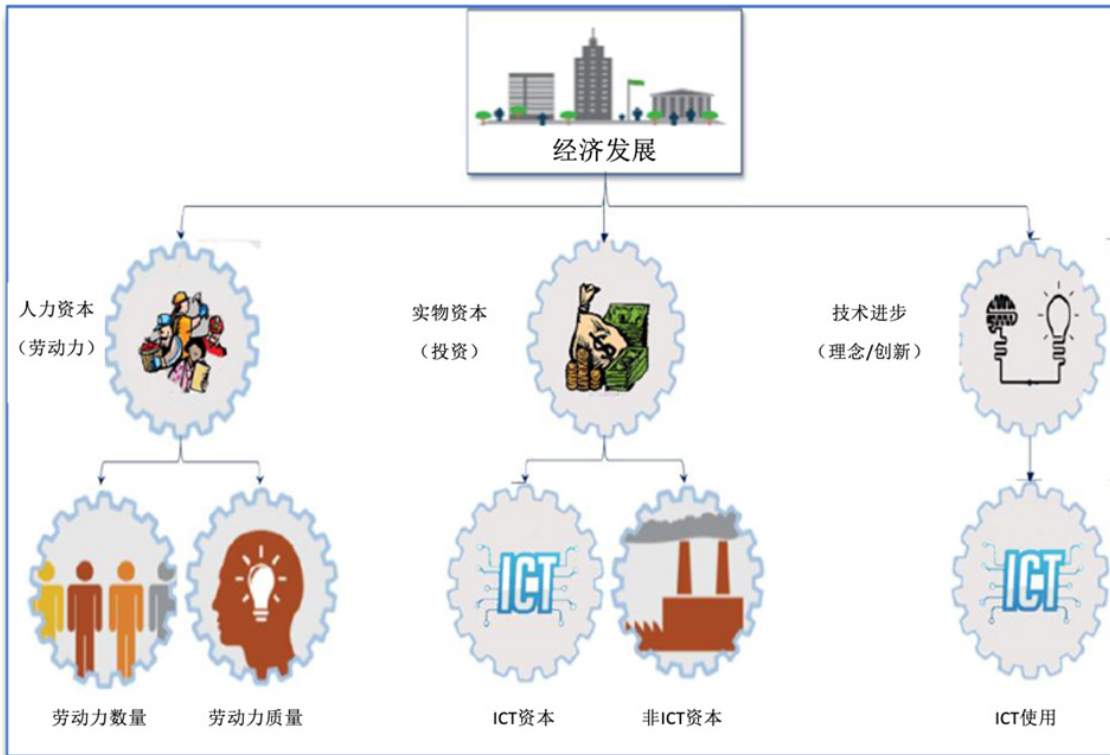 经济发展
人力资本
（劳动力）
实物资本
（投资）
技术进步
（理念/创新）
ICT
ICT
劳动力数量
劳动力质量
ICT资本
非ICT资本
ICT使用